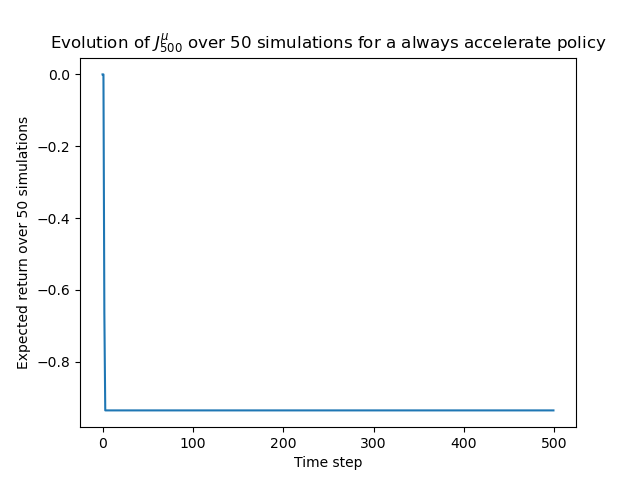 Evolution of $J^{\mu}_{500}$ over 50 simulations for a always accelerate policy
Expected return over 50 simulations
0.0
−0.2
−0.4
−0.6
−0.8
0 100 200 300 400 500
Time step